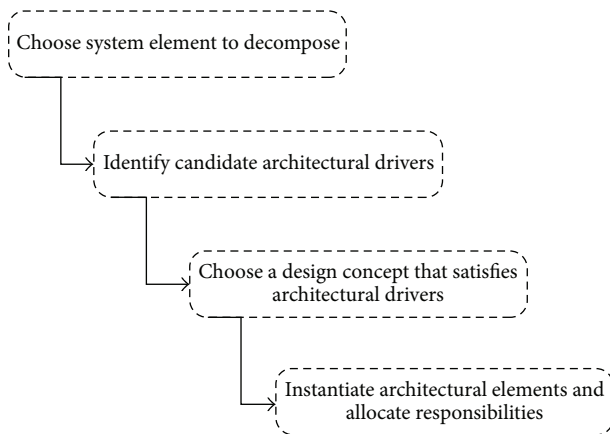 Choose system element to decompose
Identify candidate architectural drivers
Choose a design concept that satisfies
architectural drivers
Instantiate architectural elements and
allocate responsibilities